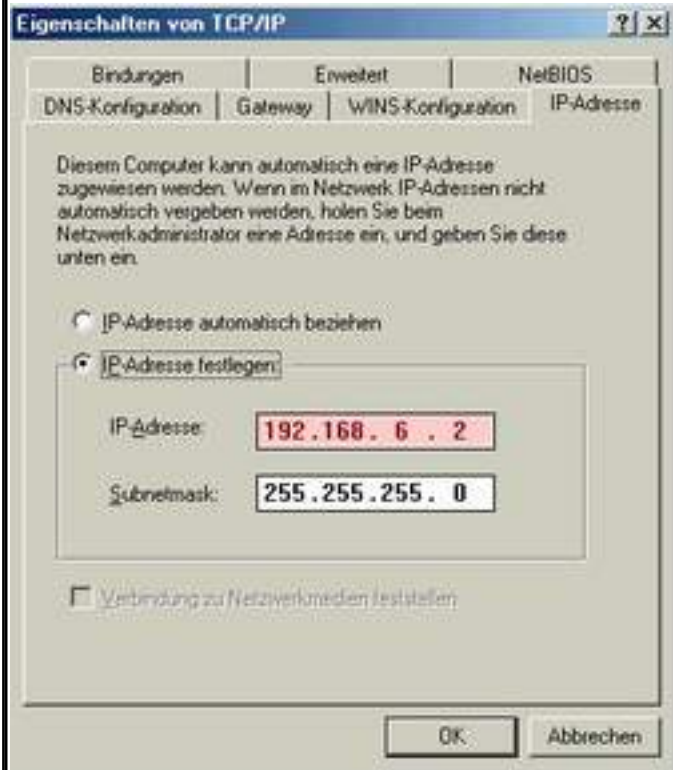 Eigenschaften von TCP/IP
Bindungen Erweitert NetBIOS
DNS-Konfiguration Gateway WINS-Konfiguration IP-Adresse
Diesem Computer kann automatisch eine IP-Adresse
zugewiesen werden. Wenn im Netzwerk IP-Adressen nicht
automatisch vergeben werden, holen Sie beim
Netzwerkadministrator eine Adresse ein, und geben Sie diese
unten ein.
IP-Adresse automatisch beziehen
IP-Adresse festlegen:
IP-Adresse: 192.168. 6 . 2
Subnetmask: 255.255.255. 0
Verbindung zu Netzwerkmedien feststellen
OK Abbrechen